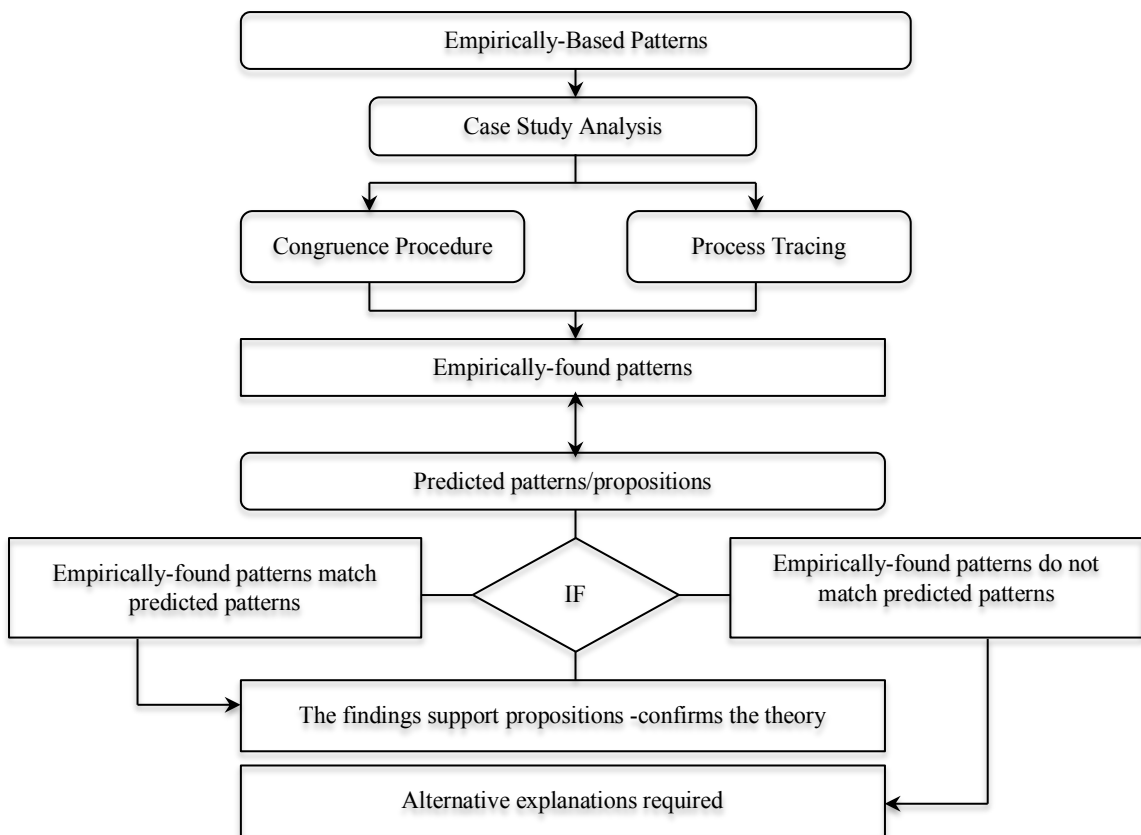 Empirically-Based Patterns
Case Study Analysis
Congruence Procedure
Process Tracing
Empirically-found patterns
Predicted patterns/propositions
Empirically-found patterns match
predicted patterns
IF
Empirically-found patterns do not
match predicted patterns
The findings support propositions -confirms the theory
Alternative explanations required